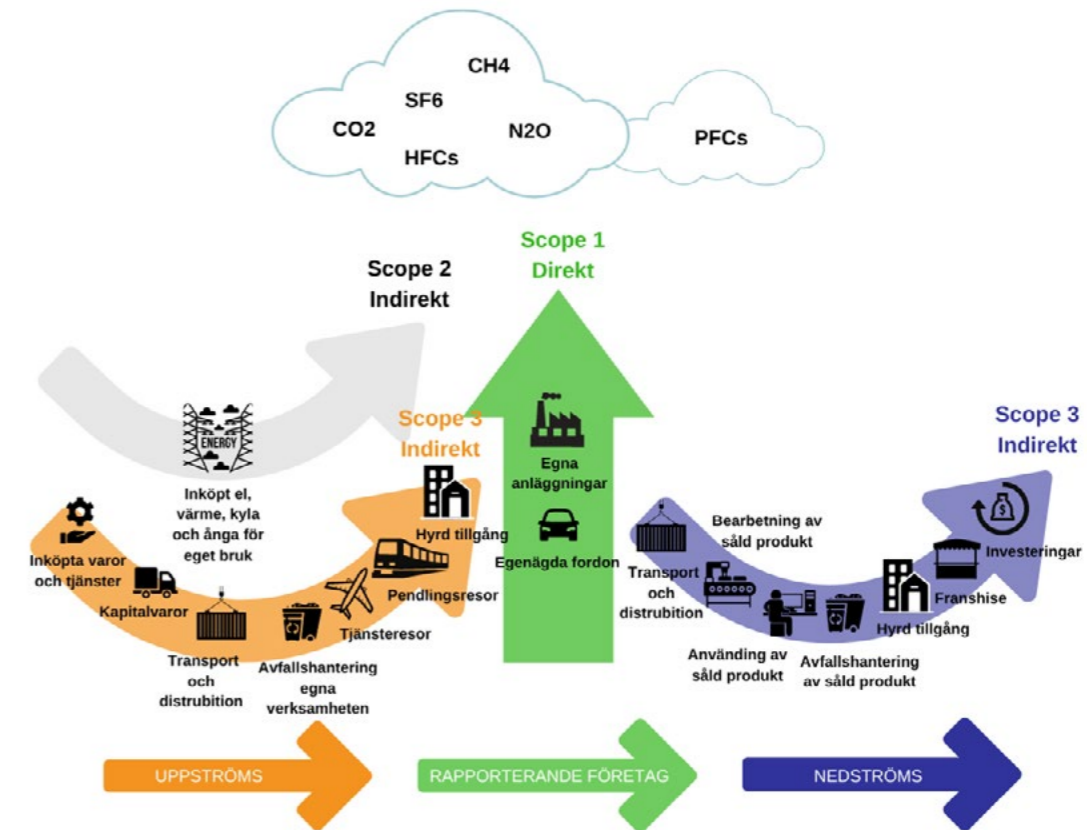 CH4
SF6
CO2
N2O
HFCs
PFCs
Scope 1
Direkt
Scope 2
Indirekt
ENERGY
Inköpt el,
värme, kyla
och ånga för
eget bruk
Scope 3
Indirekt
Inköpta varor
och tjänster
Kapitalvaror
Transport
och
distrubition
Avfallshantering
egna
verksamheten
Tjänsteresor
Pendlingsresor
Hyrd tillgång
Egna
anläggningar
Egenägda fordon
Scope 3
Indirekt
Transport
och
distrubition
Bearbetning av
såld produkt
Använding av
såld produkt
Avfallshantering
av såld produkt
Hyrd tillgång
Franshise
Investeringar
$
UPPSTRÖMS
RAPPORTERANDE FÖRETAG
NEDSTRÖMS